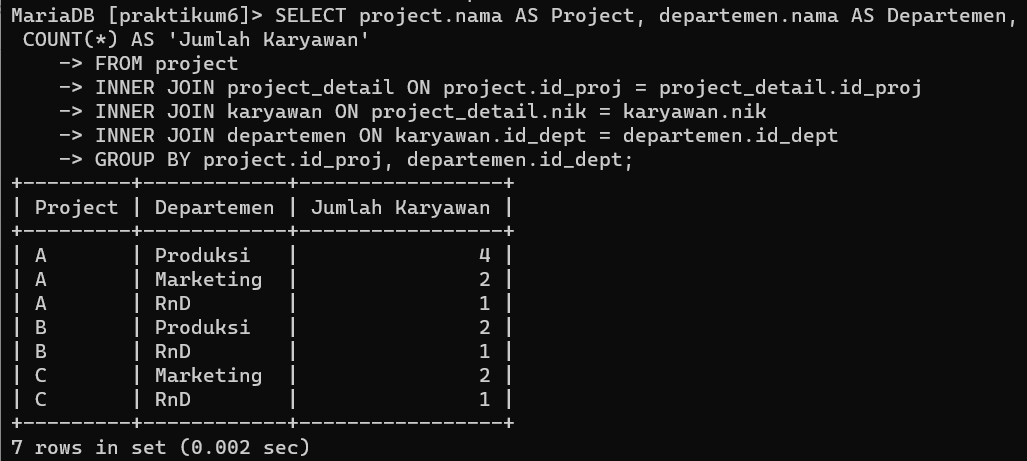 MariaDB [praktikum6]> SELECT project.nama AS Project, departemen.nama AS Departemen,
 COUNT(*) AS 'Jumlah Karyawan'
    -> FROM project
    -> INNER JOIN project_detail ON project.id_proj = project_detail.id_proj
    -> INNER JOIN karyawan ON project_detail.nik = karyawan.nik
    -> INNER JOIN departemen ON karyawan.id_dept = departemen.id_dept
    -> GROUP BY project.id_proj, departemen.id_dept;
+---------+------------+-----------------+
| Project | Departemen | Jumlah Karyawan |
+---------+------------+-----------------+
| A       | Produksi   |               4 |
| A       | Marketing  |               2 |
| A       | RnD        |               1 |
| B       | Produksi   |               2 |
| B       | RnD        |               1 |
| C       | Marketing  |               2 |
| C       | RnD        |               1 |
+---------+------------+-----------------+
7 rows in set (0.002 sec)